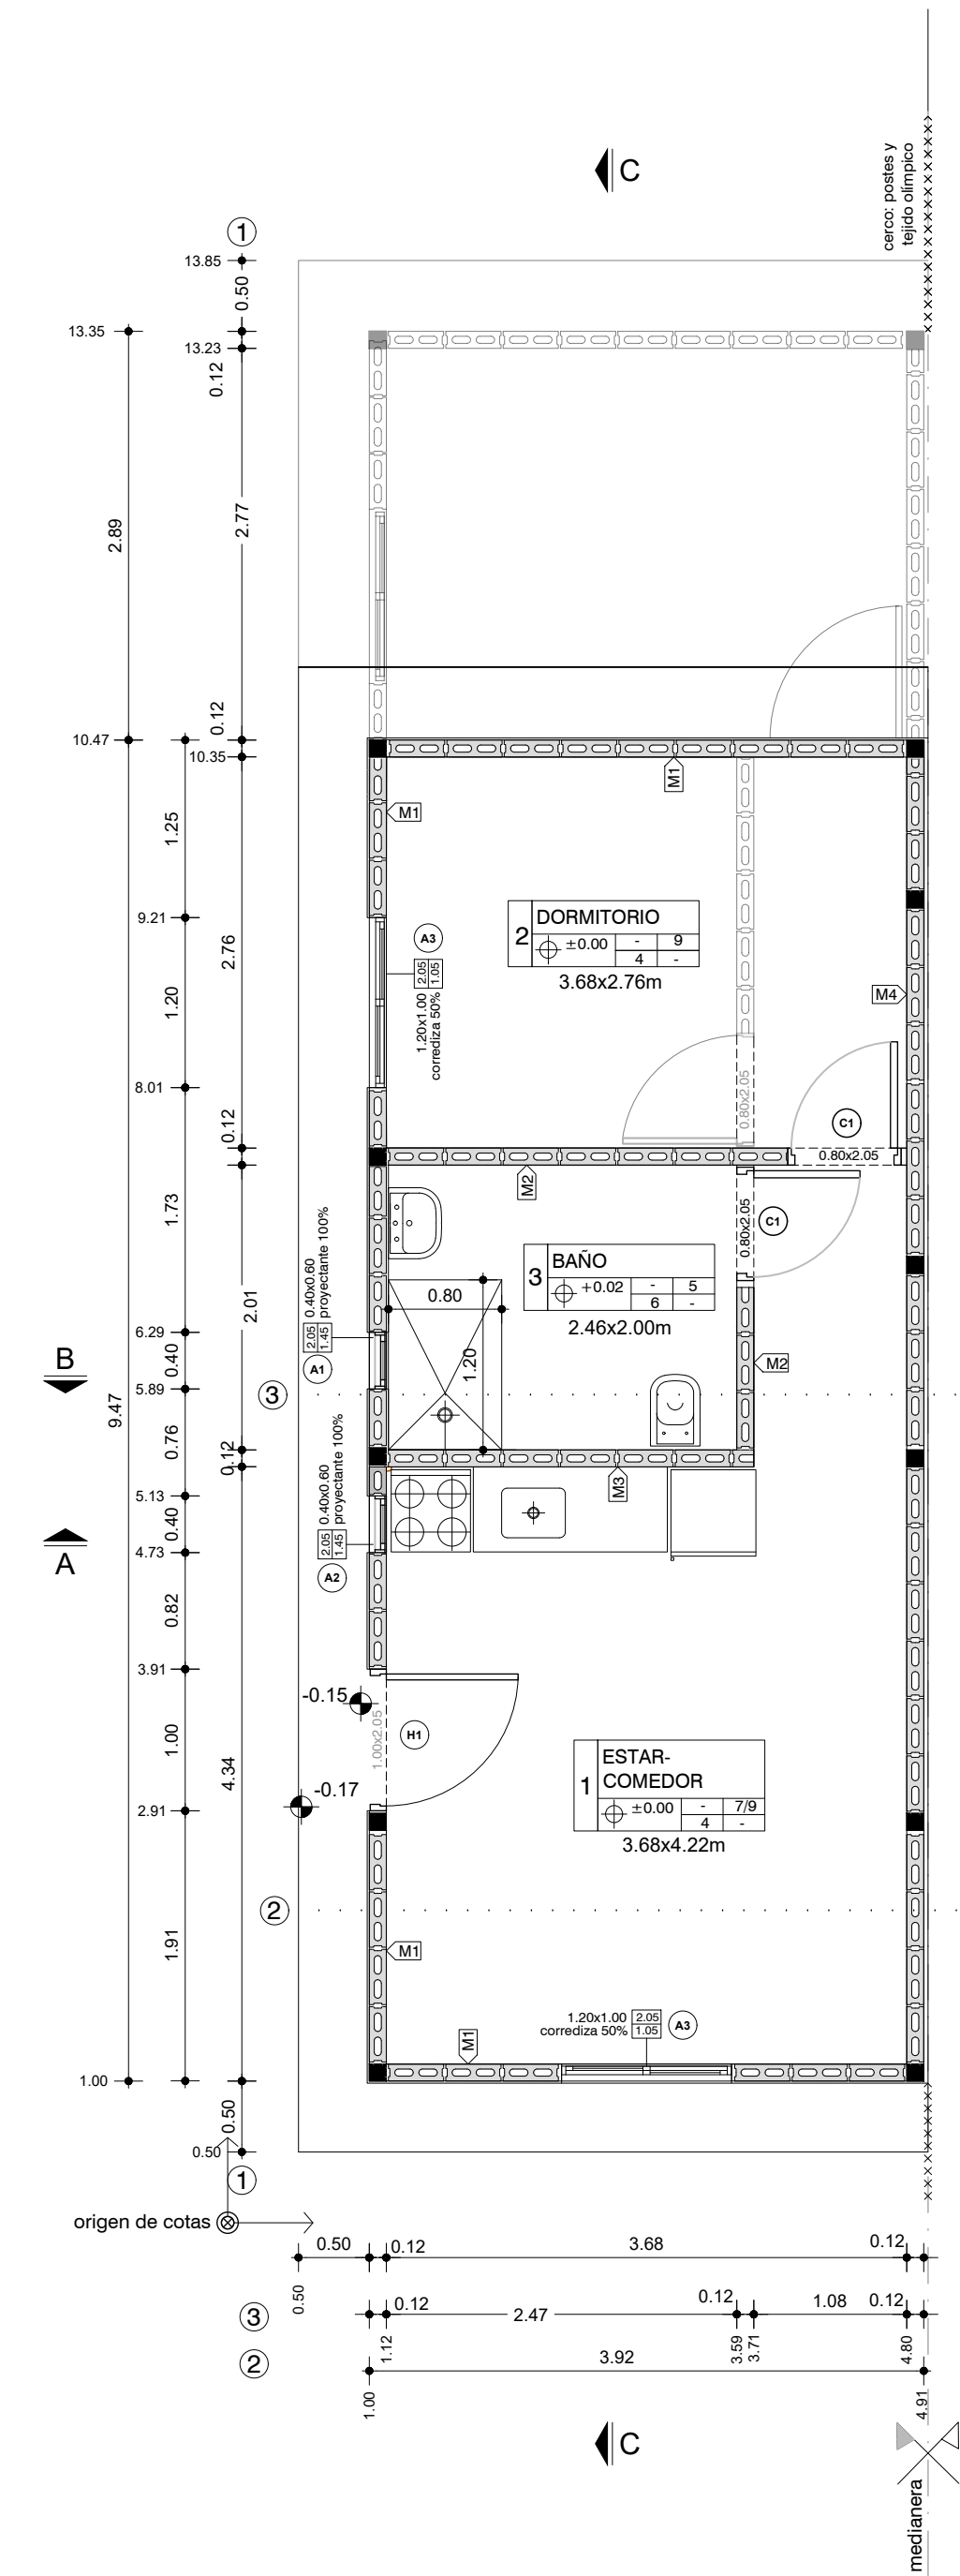 cerco: postes y
tejido olímpico
C
1
13.85
0.50
13.35
13.23
0.12
2.89
2.77
0.12
10.47
10.35
M1
M1
1.25
9.21
A3
2.05
1.05
1.20x1.00
corrediza 50%
2
DORMITORIO
±0.00
-
9
4
-
3.68x2.76m
2.76
1.20
M4
8.01
0.80x2.05
C1
0.80x2.05
0.12
M2
1.73
0.80x2.05
C1
3
BAÑO
+0.02
-
5
6
-
2.46x2.00m
0.40x0.60
proyectante 100%
2.05
1.45
A1
0.80
1.20
2.01
6.29
0.40
B
5.89
3
M2
9.47
0.76
0.12
M3
0.40x0.60
proyectante 100%
2.05
1.45
A2
5.13
0.40
A
4.73
0.82
3.91
-0.15
H1
1.00x2.05
1.00
-0.17
4.34
2.91
1
ESTAR-
COMEDOR
±0.00
-
7/9
4
-
3.68x4.22m
2
1.91
M1
1.20x1.00
corrediza 50%
2.05
1.05
A3
M1
1.00
0.50
0.50
1
origen de cotas
0.50
0.12
3.68
0.12
0.50
3
0.12
2.47
0.12
1.08
0.12
1.12
3.59
3.71
4.80
2
3.92
1.00
4.91
C
medianera